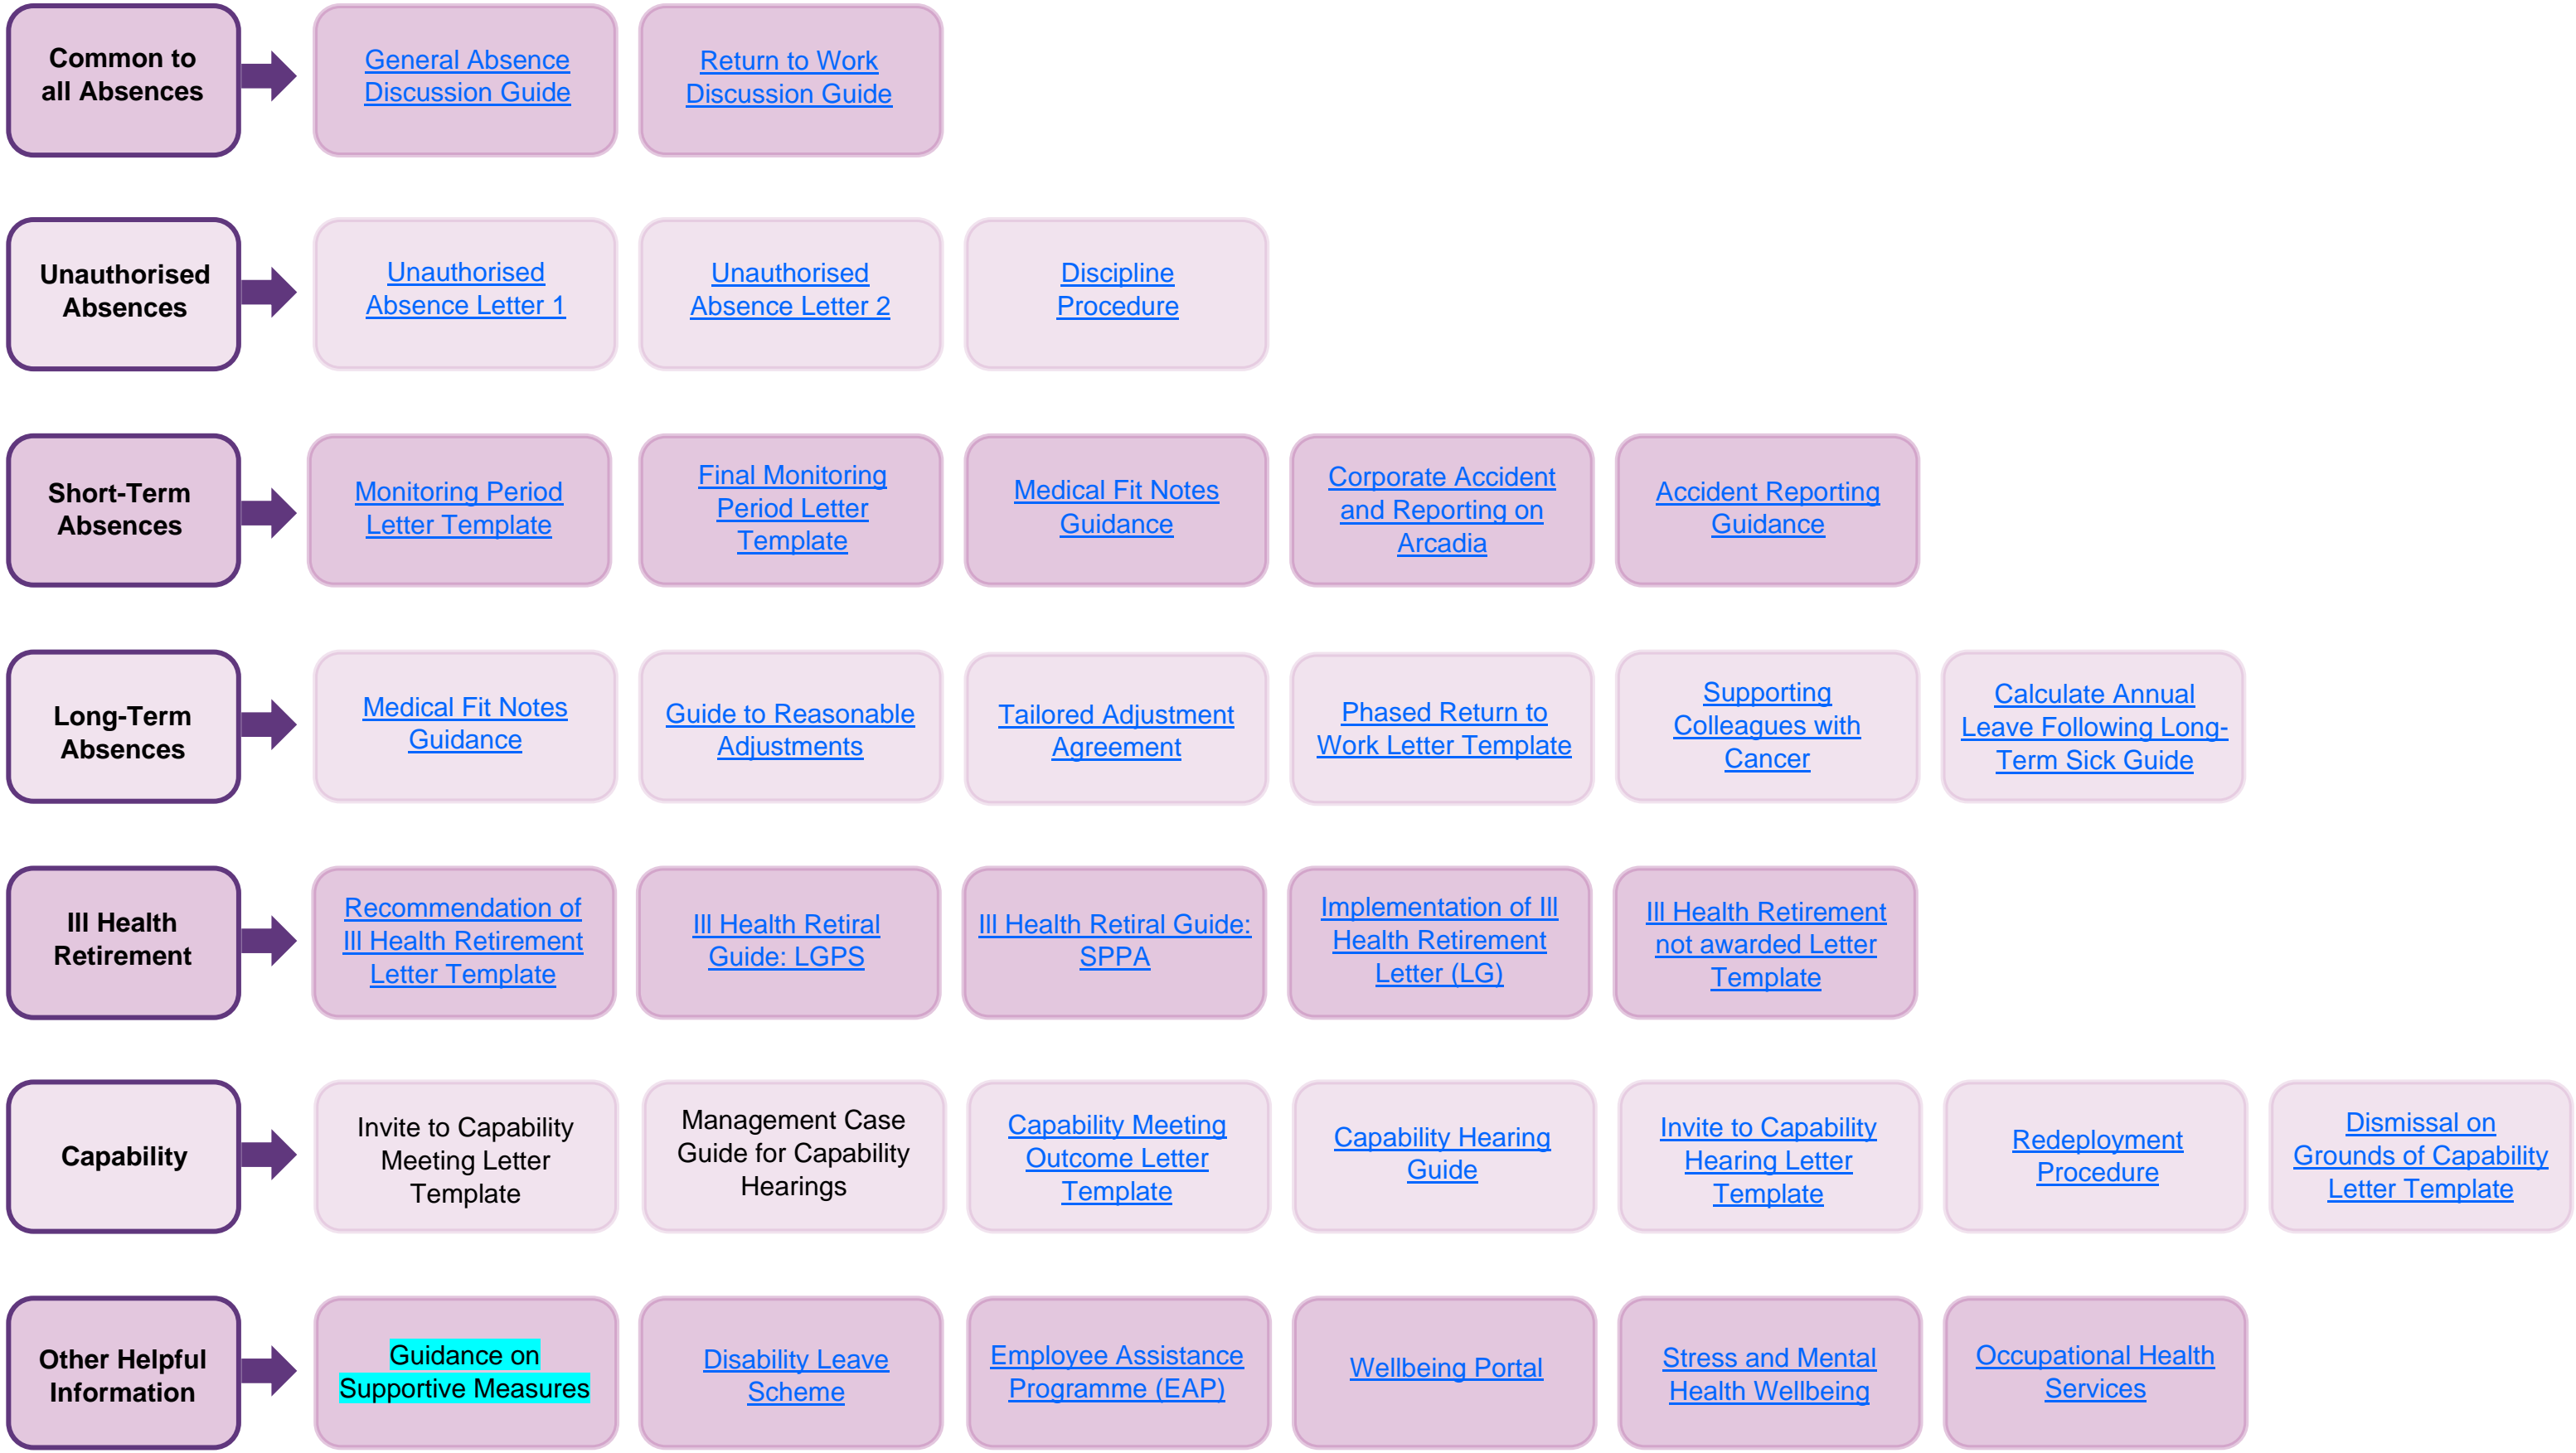 Common to
all Absences
General Absence
Discussion Guide
Return to Work
Discussion Guide
Unauthorised
Absences
Unauthorised
Absence Letter 1
Unauthorised
Absence Letter 2
Discipline
Procedure
Short-Term
Absences
Monitoring Period
Letter Template
Final Monitoring
Period Letter
Template
Medical Fit Notes
Guidance
Corporate Accident
and Reporting on
Arcadia
Accident Reporting
Guidance
Long-Term
Absences
Medical Fit Notes
Guidance
Guide to Reasonable
Adjustments
Tailored Adjustment
Agreement
Phased Return to
Work Letter Template
Supporting
Colleagues with
Cancer
Calculate Annual
Leave Following Long-
Term Sick Guide
Ill Health
Retirement
Recommendation of
Ill Health Retirement
Letter Template
Ill Health Retiral
Guide: LGPS
Ill Health Retiral Guide:
SPPA
Implementation of Ill
Health Retirement
Letter (LG)
Ill Health Retirement
not awarded Letter
Template
Capability
Invite to Capability
Meeting Letter
Template
Management Case
Guide for Capability
Hearings
Capability Meeting
Outcome Letter
Template
Capability Hearing
Guide
Invite to Capability
Hearing Letter
Template
Redeployment
Procedure
Dismissal on
Grounds of Capability
Letter Template
Other Helpful
Information
Guidance on
Supportive Measures
Disability Leave
Scheme
Employee Assistance
Programme (EAP)
Wellbeing Portal
Stress and Mental
Health Wellbeing
Occupational Health
Services